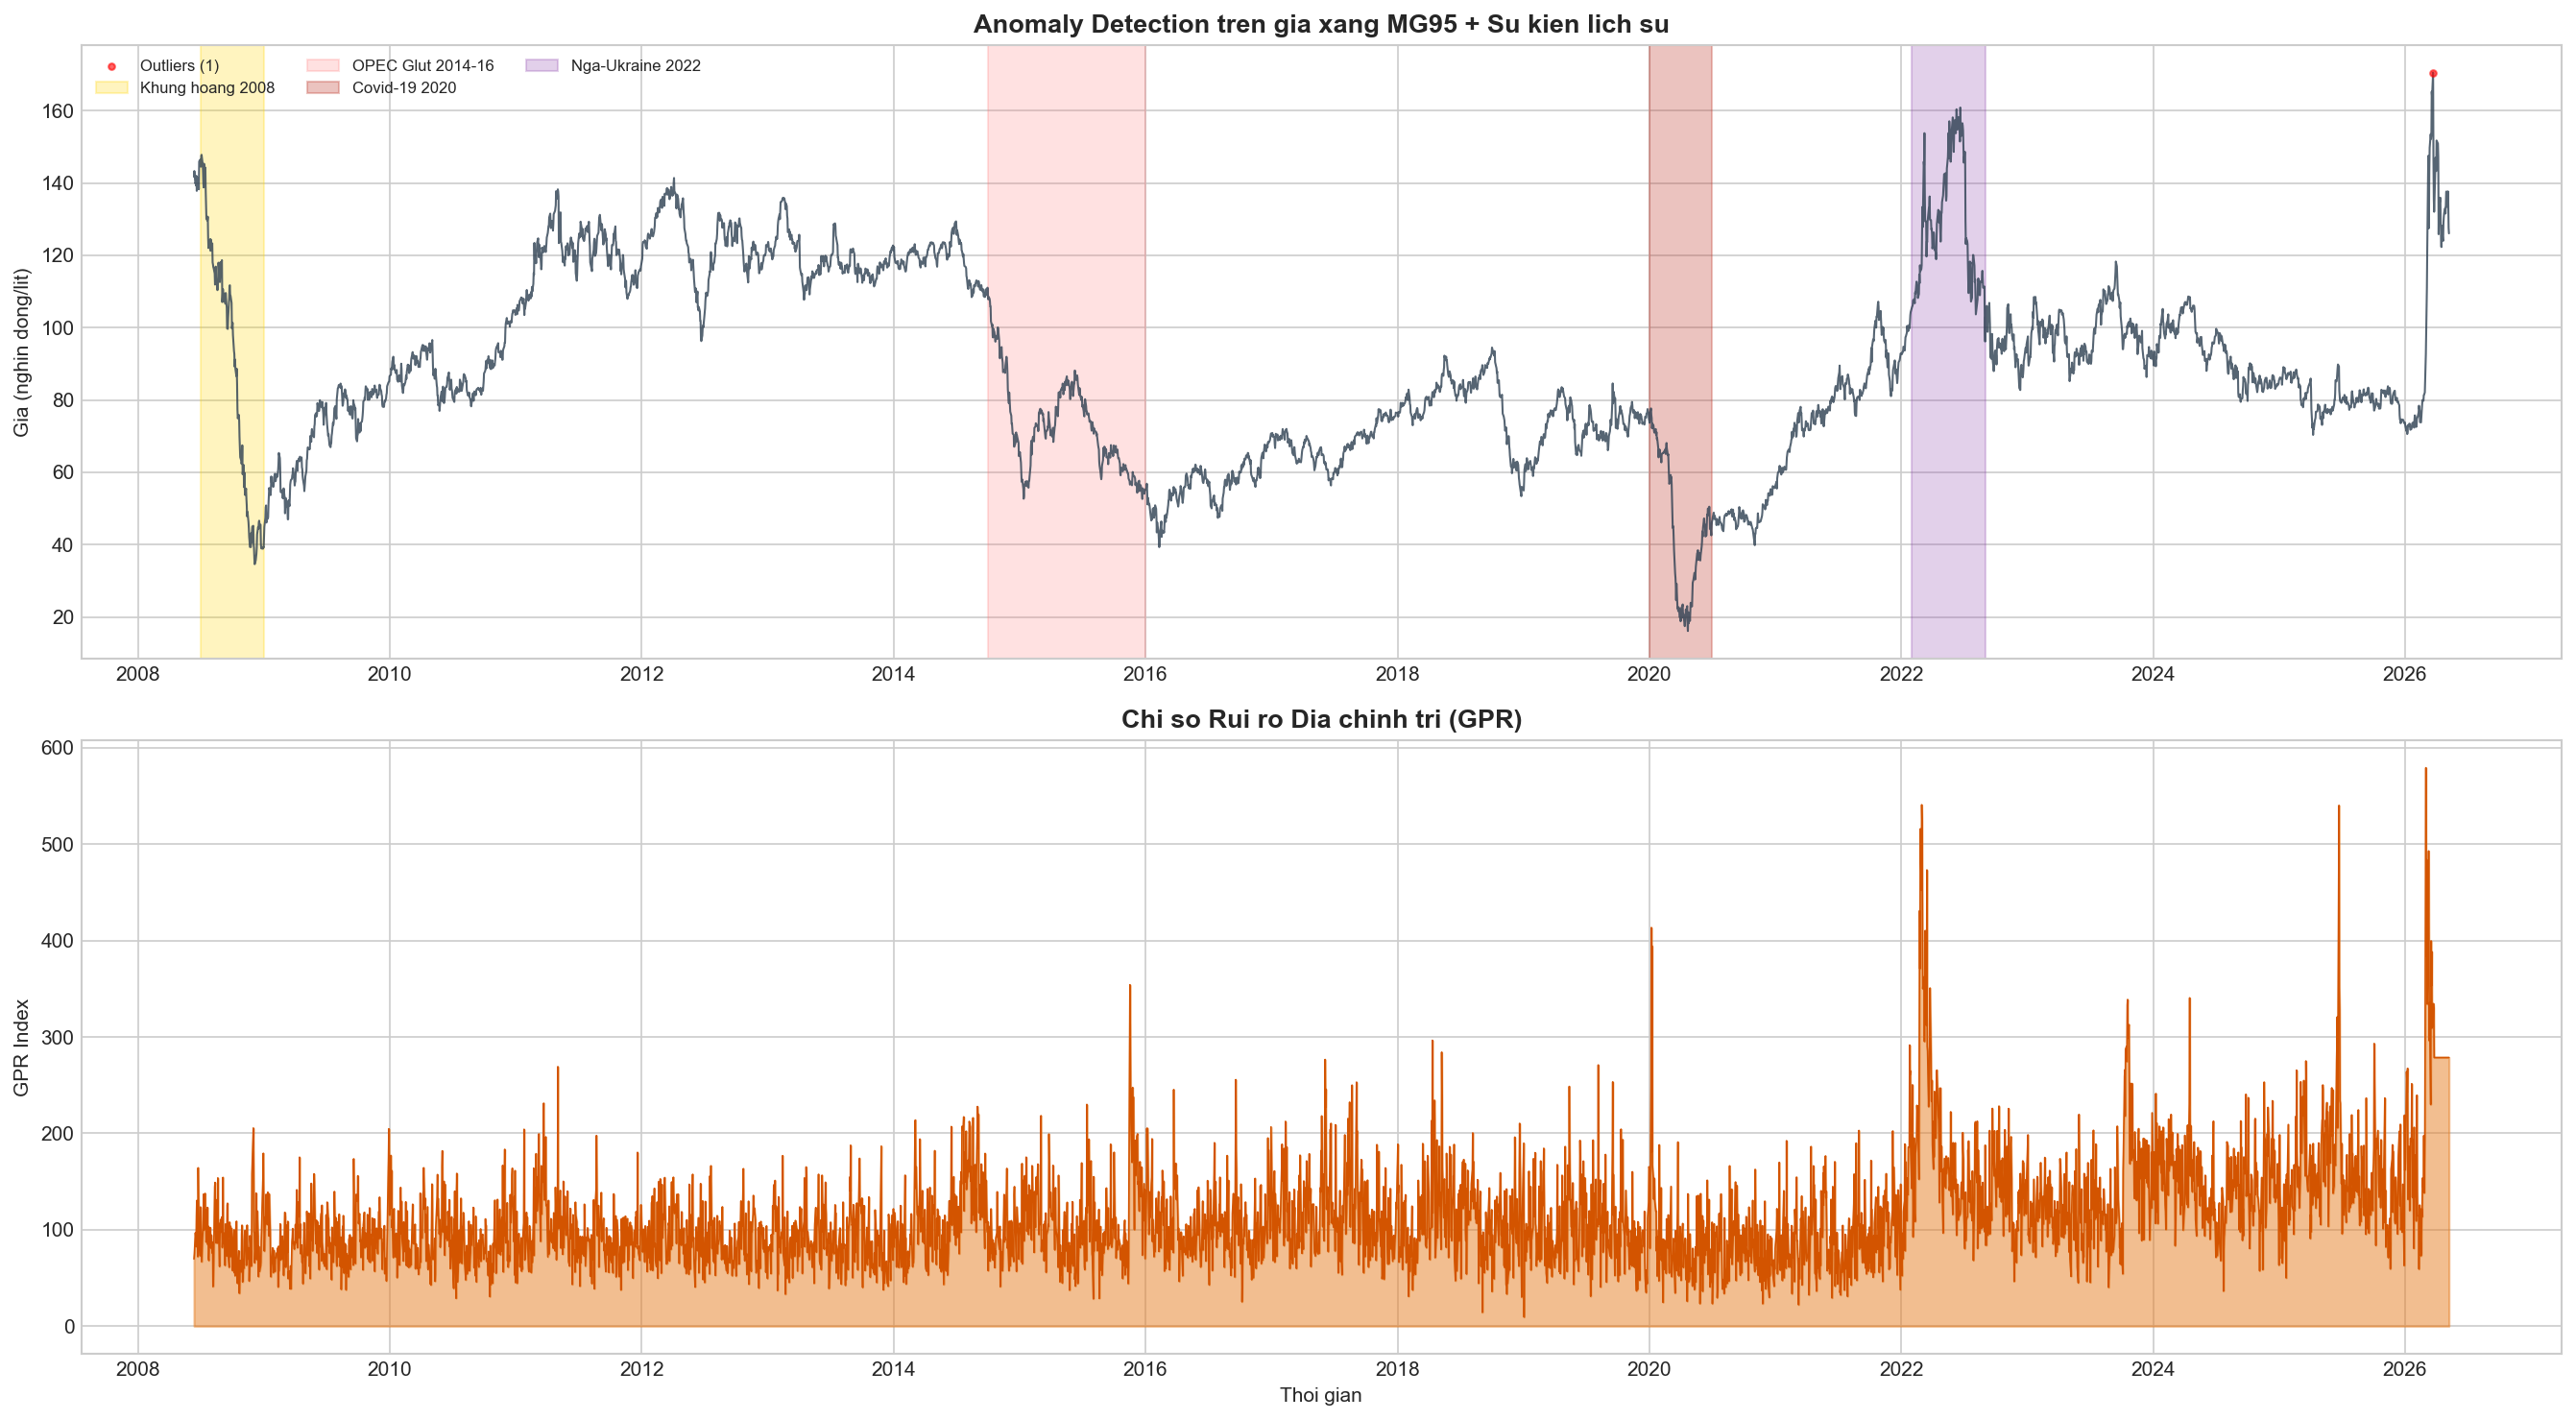 Anomaly Detection tren gia xang MG95 + Su kien lich su
Outliers (1)
Khung hoang 2008
OPEC Glut 2014-16
Covid-19 2020
Nga-Ukraine 2022
Gia (nghin dong/lit)
160
140
120
100
80
60
40
20
2008 2010 2012 2014 2016 2018 2020 2022 2024 2026
Chi so Rui ro Dia chinh tri (GPR)
GPR Index
600
500
400
300
200
100
0
2008 2010 2012 2014 2016 2018 2020 2022 2024 2026
Thoi gian